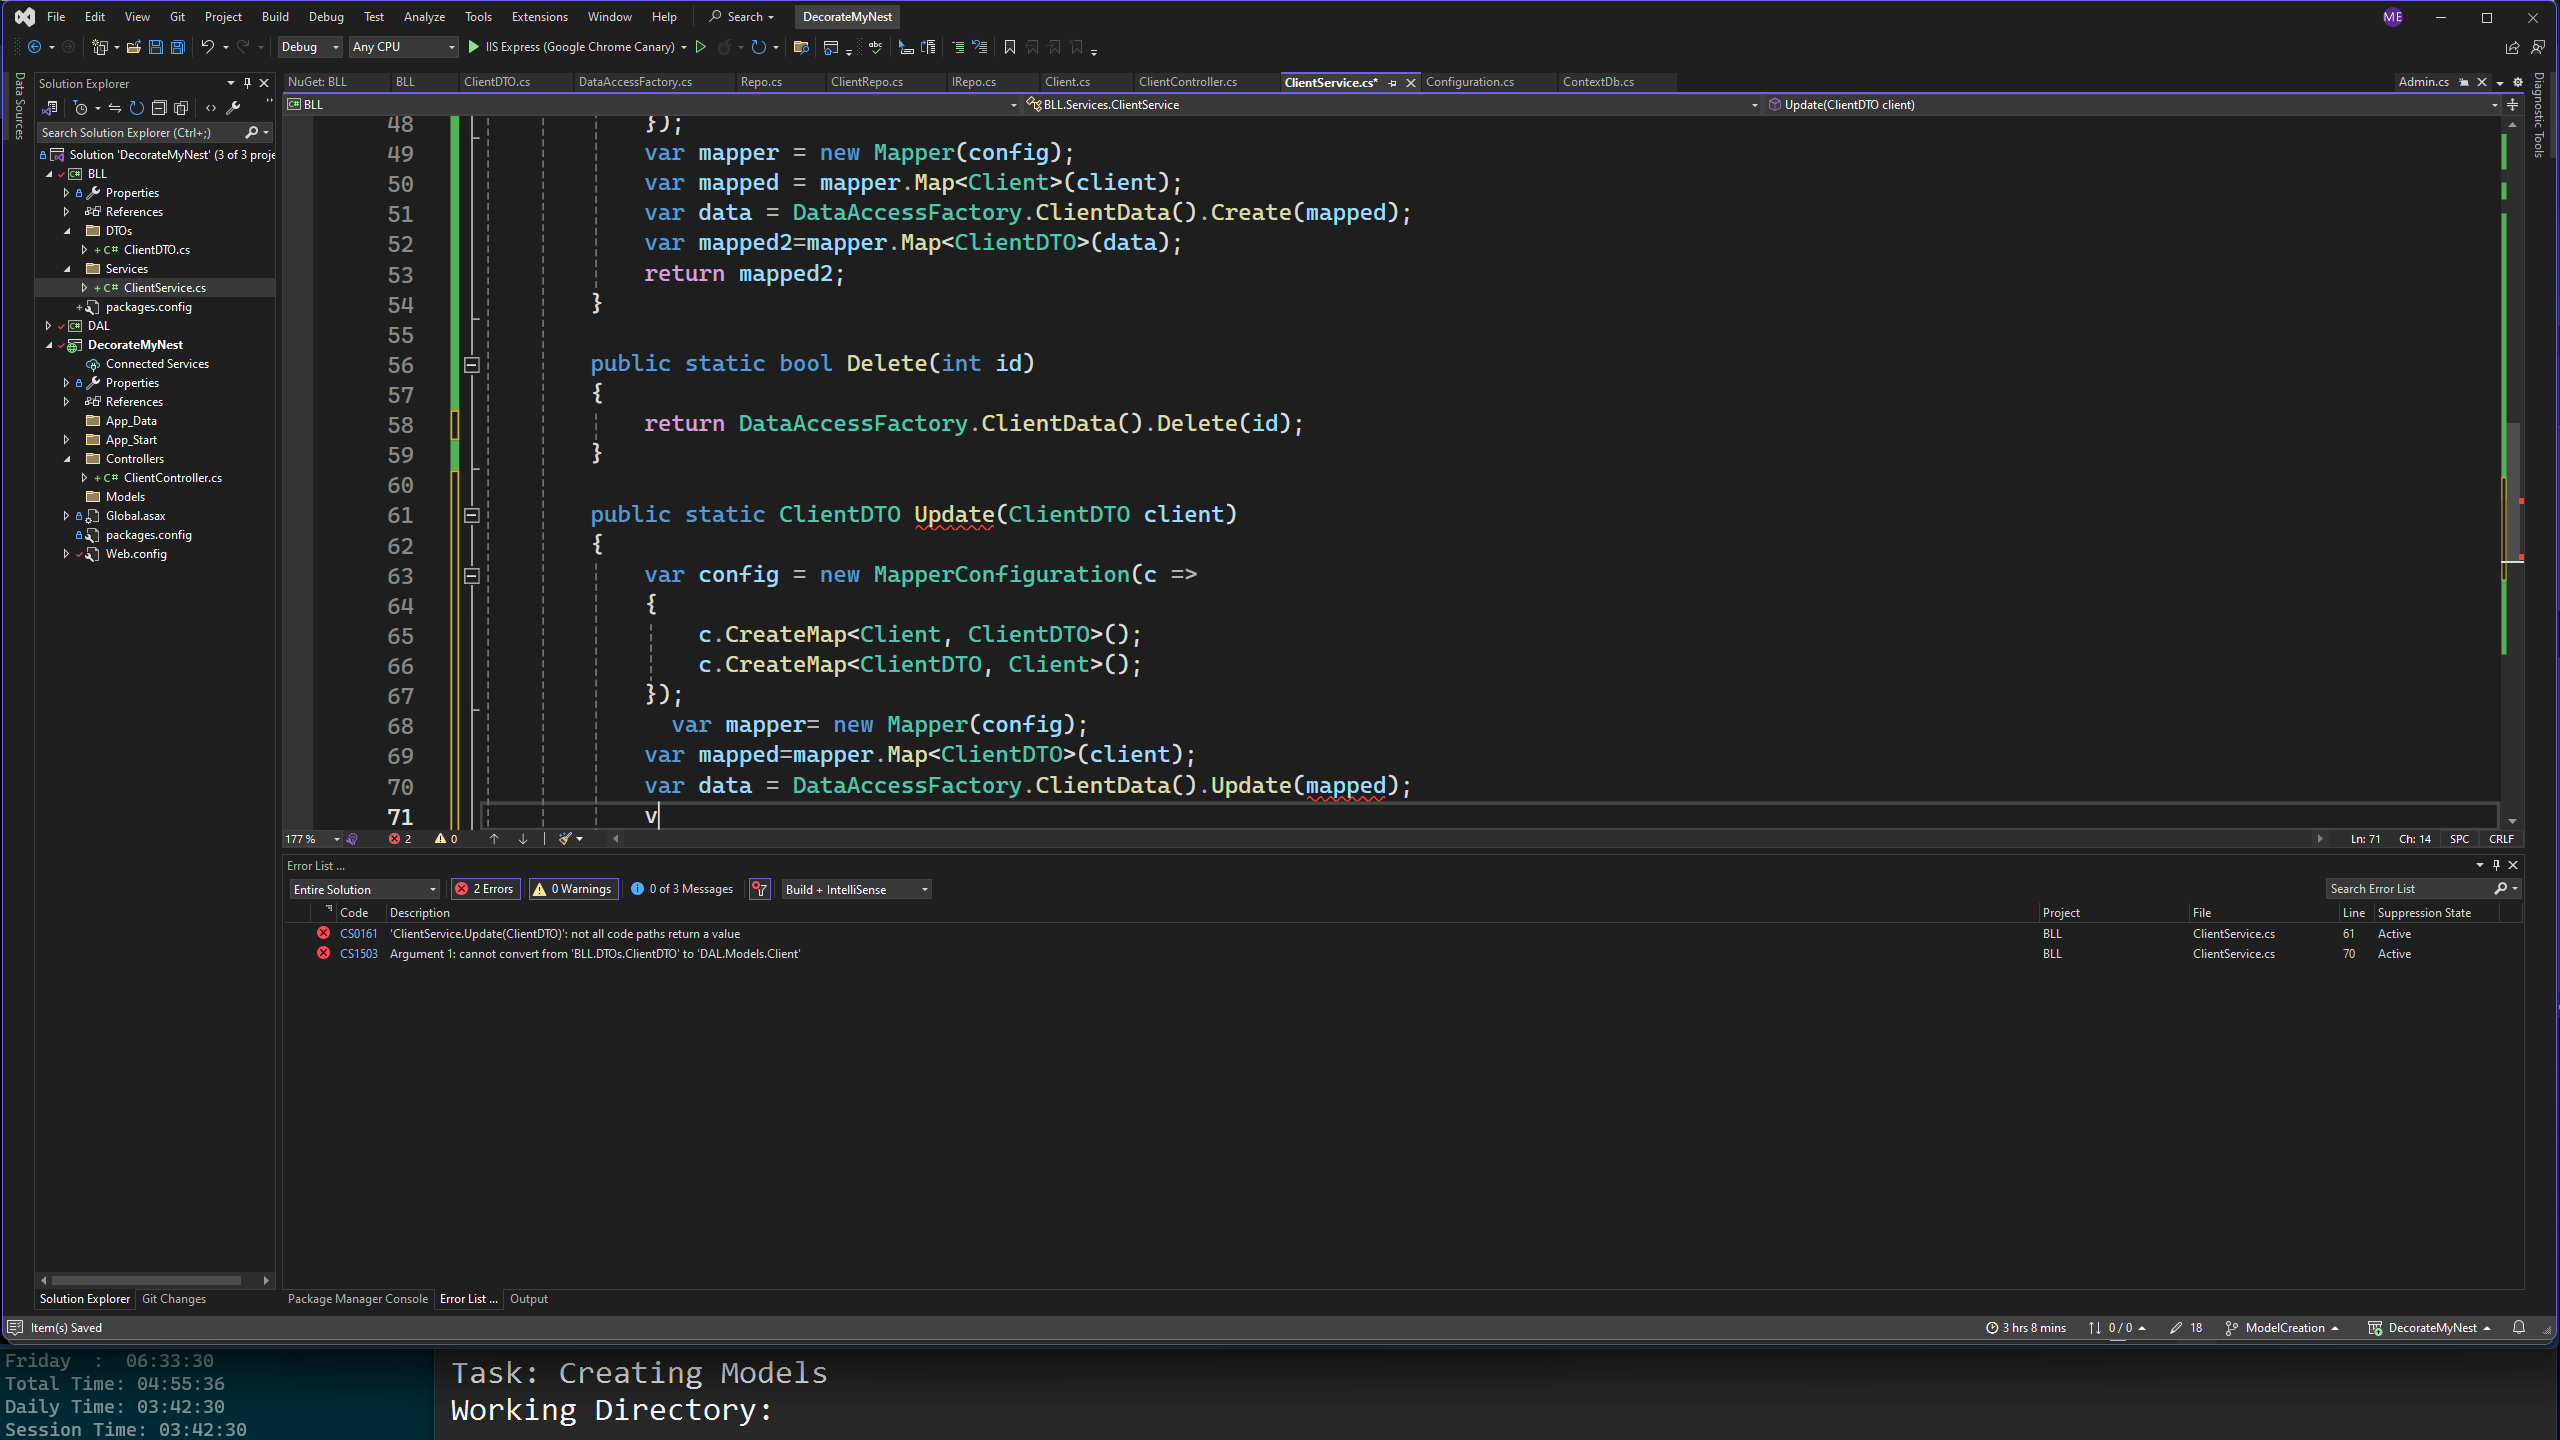 File Edit View Git Project Build Debug Test Analyze Tools Extensions Window Help Search DecorateMyNest ME
Debug Any CPU IIS Express (Google Chrome Canary)
Data Sources
Solution Explorer
Search Solution Explorer (Ctrl+;)
Solution 'DecorateMyNest' (3 of 3 proje
BLL
Properties
References
DTOs
C# ClientDTO.cs
Services
C# ClientService.cs
packages.config
DAL
DecorateMyNest
Connected Services
Properties
References
App_Data
App_Start
Controllers
C# ClientController.cs
Models
Global.asax
packages.config
Web.config
Solution Explorer Git Changes
NuGet: BLL BLL ClientDTO.cs DataAccessFactory.cs Repo.cs ClientRepo.cs IRepo.cs Client.cs ClientController.cs ClientService.cs* Configuration.cs ContextDb.cs Admin.cs
BLL BLL.Services.ClientService Update(ClientDTO client)
48 });
49 var mapper = new Mapper(config);
50 var mapped = mapper.Map<Client>(client);
51 var data = DataAccessFactory.ClientData().Create(mapped);
52 var mapped2=mapper.Map<ClientDTO>(data);
53 return mapped2;
54 }
55
56 public static bool Delete(int id)
57 {
58 return DataAccessFactory.ClientData().Delete(id);
59 }
60
61 public static ClientDTO Update(ClientDTO client)
62 {
63 var config = new MapperConfiguration(c =>
64 {
65 c.CreateMap<Client, ClientDTO>();
66 c.CreateMap<ClientDTO, Client>();
67 });
68 var mapper= new Mapper(config);
69 var mapped=mapper.Map<ClientDTO>(client);
70 var data = DataAccessFactory.ClientData().Update(mapped);
71 v
Diagnostic Tools
177 % 2 0 Ln: 71 Ch: 14 SPC CRLF
Error List ...
Entire Solution 2 Errors 0 Warnings 0 of 3 Messages Build + IntelliSense Search Error List
Code Description Project File Line Suppression State
CS0161 'ClientService.Update(ClientDTO)': not all code paths return a value BLL ClientService.cs 61 Active
CS1503 Argument 1: cannot convert from 'BLL.DTOs.ClientDTO' to 'DAL.Models.Client' BLL ClientService.cs 70 Active
Package Manager Console Error List ... Output
Item(s) Saved 3 hrs 8 mins 0 / 0 18 ModelCreation DecorateMyNest
Friday : 06:33:30
Total Time: 04:55:36
Daily Time: 03:42:30
Session Time: 03:42:30
Task: Creating Models
Working Directory: